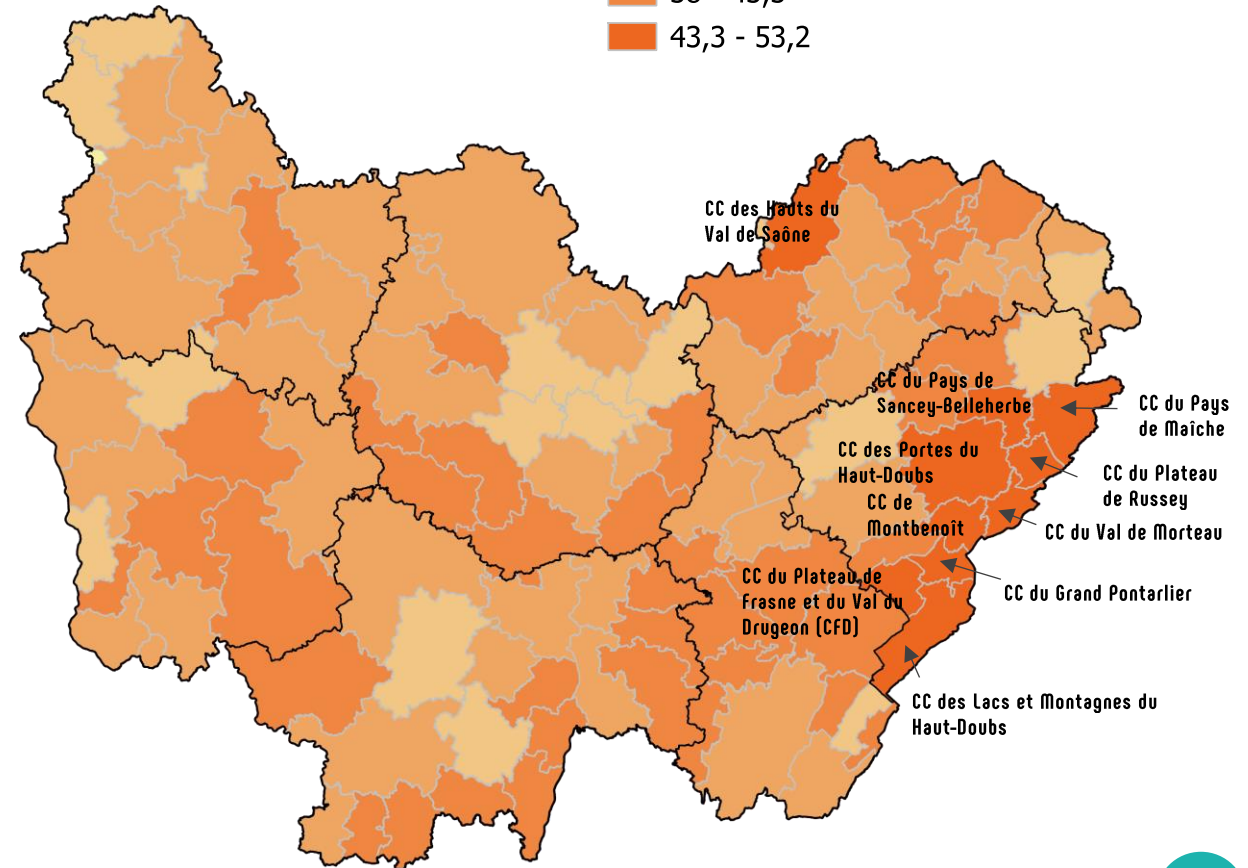 43,3 - 53,2
CC des Hauts du
Val de Saône
CC du Pays de
Sancey-Belleherbe
CC du Pays
de Maîche
CC des Portes du
Haut-Doubs
CC du Plateau
de Russey
CC de
Montbenoît
CC du Val de Morteau
CC du Plateau de
Frasne et du Val du
Drugeon (CFD)
CC du Grand Pontarlier
CC des Lacs et Montagnes du
Haut-Doubs